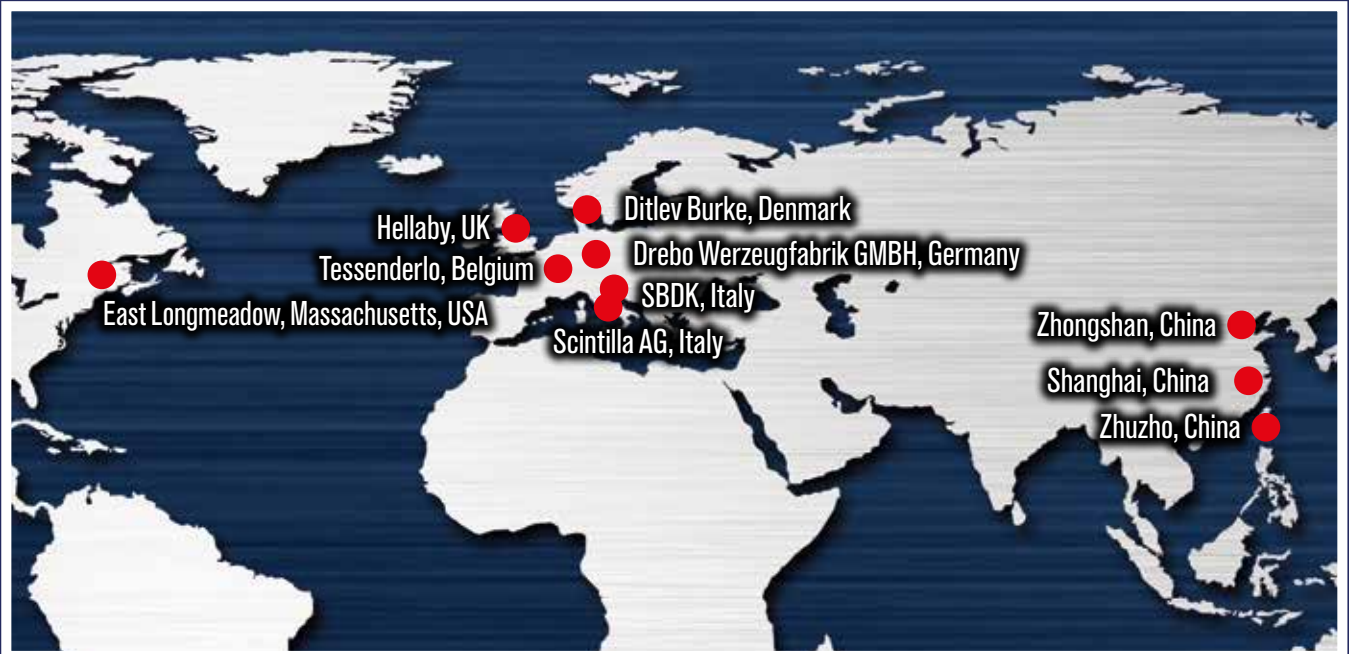 Ditlev Burke, Denmark
Hellaby, UK
Drebo Werzeugfabrik GMBH, Germany
Tessenderlo, Belgium
SBDK, Italy
East Longmeadow, Massachusetts, USA
Scintilla AG, Italy
Zhongshan, China
Shanghai, China
Zhuzho, China